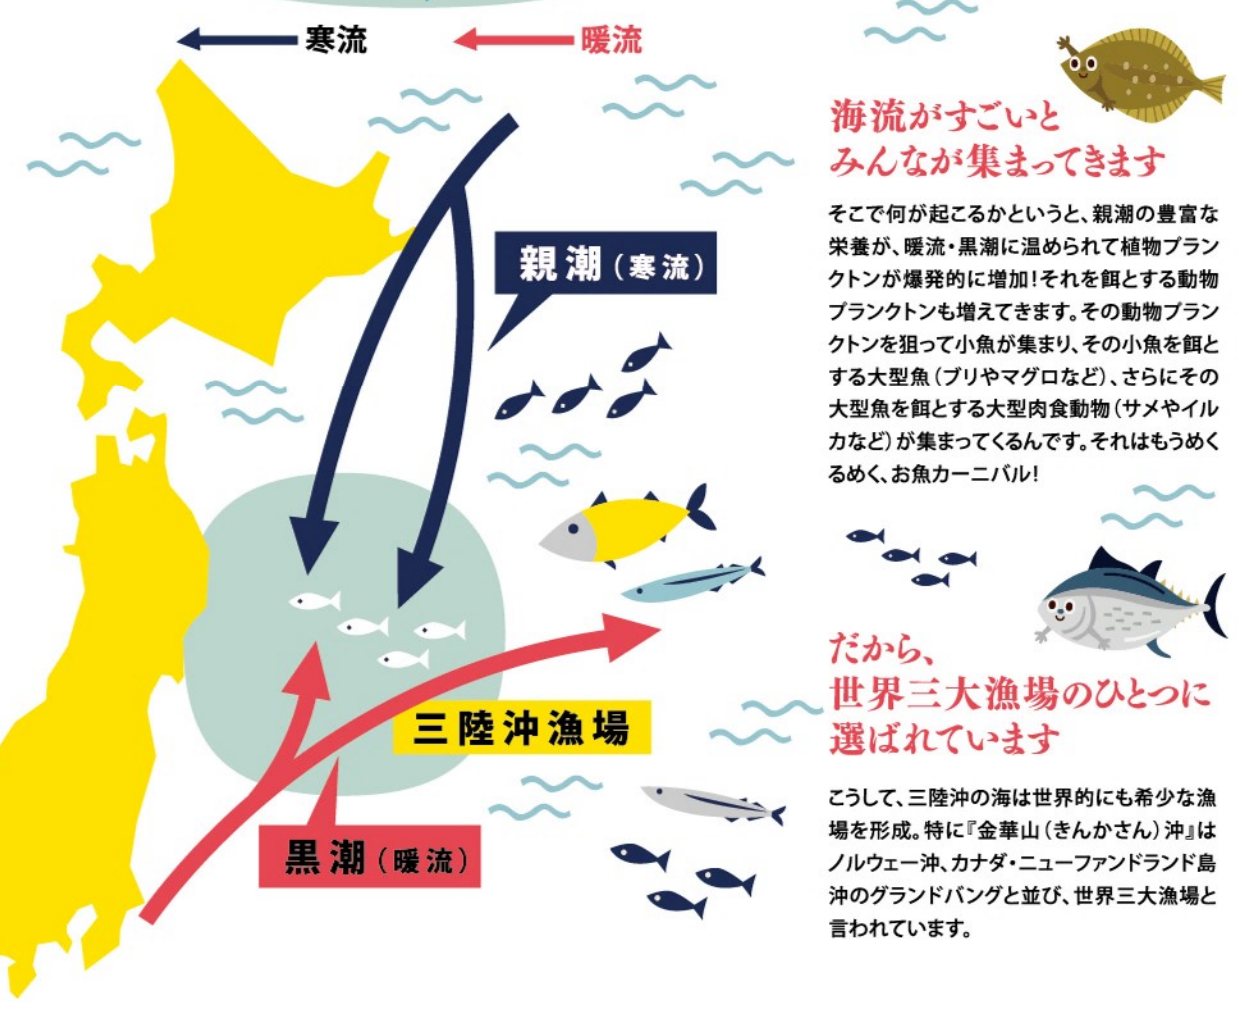 寒流
暖流
親潮（寒流）
三陸沖漁場
黒潮（暖流）
海流がすごいと
みんなが集まってきます
そこで何が起こるかというと、親潮の豊富な
栄養が、暖流・黒潮に温められて植物プラン
クトンが爆発的に増加！それを餌とする動物
プランクトンも増えてきます。その動物プラン
クトンを狙って小魚が集まり、その小魚を餌と
する大型魚（ブリやマグロなど）、さらにその
大型魚を餌とする大型肉食動物（サメやイル
カなど）が集まってくるんです。それはもうめく
るめく、お魚カーニバル！
だから、
世界三大漁場のひとつに
選ばれています
こうして、三陸沖の海は世界的にも希少な漁
場を形成。特に『金華山（きんかさん）沖』は
ノルウェー沖、カナダ・ニューファンドランド島
沖のグランドバングと並び、世界三大漁場と
言われています。